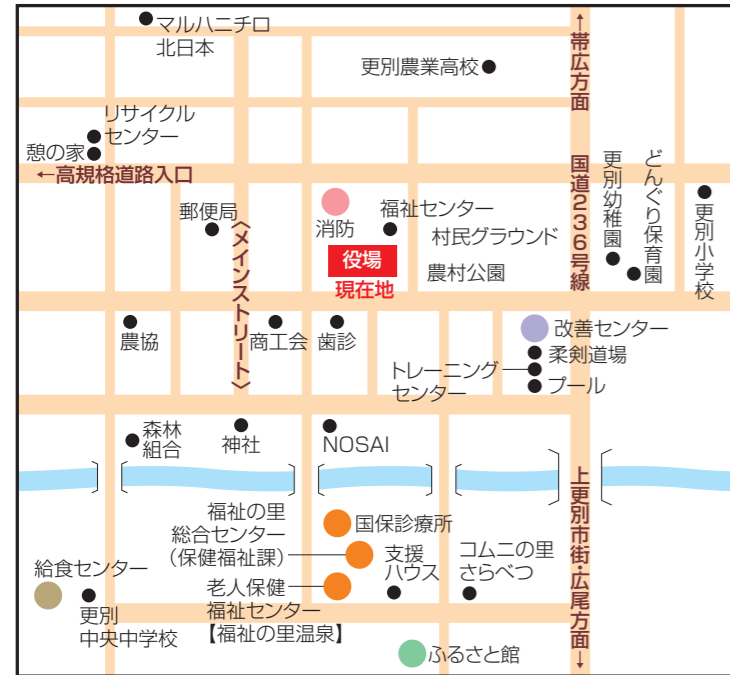 マルハニチロ
北日本
更別農業高校
↑帯広方面
リサイクル
センター
憩の家
←高規格道路入口
国道236号線
更別幼稚園
どんぐり保育園
更別小学校
郵便局
〈メインストリート〉
消防
福祉センター
村民グラウンド
役場
現在地
農村公園
農協
商工会
歯診
改善センター
柔剣道場
トレーニング
センター
プール
森林
組合
神社
NOSAI
上更別市街・広尾方面→
福祉の里
総合センター
(保健福祉課)
国保診療所
支援
ハウス
コムニの里
さらべつ
給食センター
更別
中央中学校
老人保健
福祉センター
【福祉の里温泉】
ふるさと館